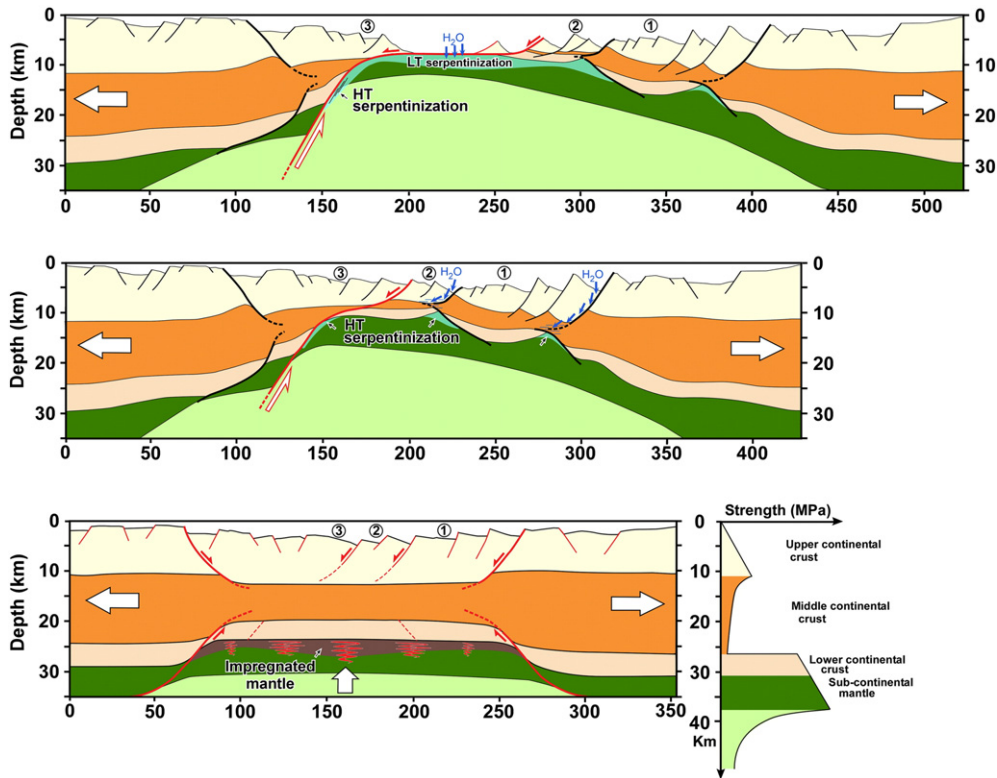 0 ③ ② ① 0
H₂O
10 LT serpentinization 10
HT
serpentinization
20 20
30 30
Depth (km)
0 50 100 150 200 250 300 350 400 450 500
0 ③ ② H₂O ① H₂O 0
10 10
HT
serpentinization
20 20
30 30
Depth (km)
0 50 100 150 200 250 300 350 400
0 ③ ② ①
10
20
30
Depth (km)
Impregnated
mantle
0 50 100 150 200 250 300 350
Strength (MPa)
0
Upper continental
crust
10
Middle continental
crust
20
Lower continental
crust
30
Sub-continental
mantle
40
Km